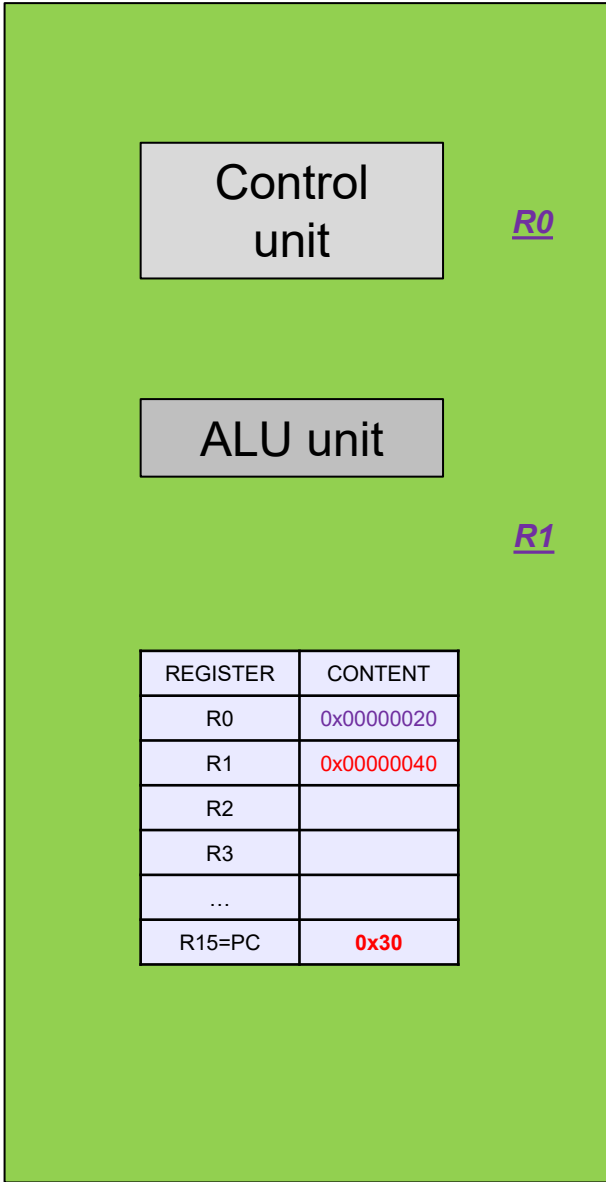 Control
unit
R0
ALU unit
R1
REGISTER CONTENT
R0 0x00000020
R1 0x00000040
R2
R3
…
R15=PC 0x30